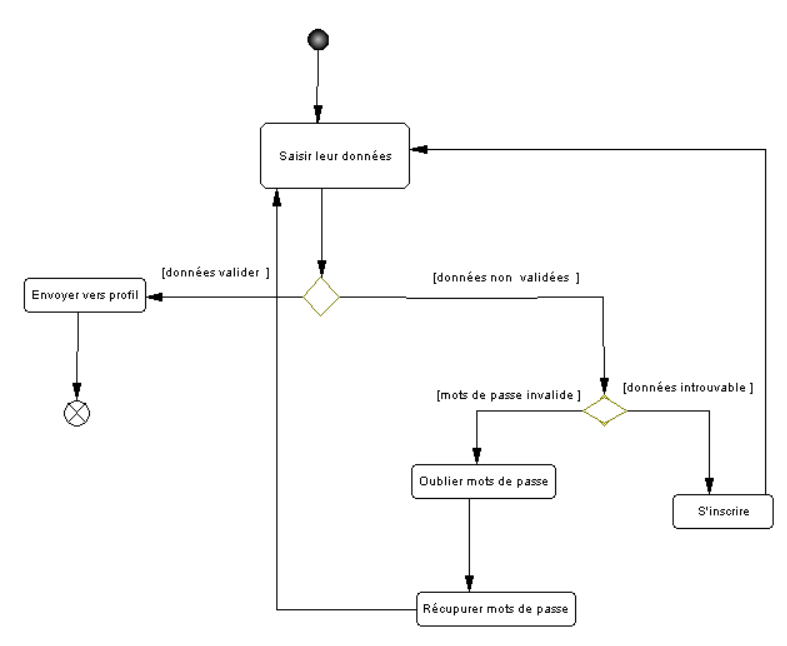 Saisir leur données
[données valider ]
[données non validées ]
Envoyer vers profil
[mots de passe invalide ]
[données introuvable ]
Oublier mots de passe
S'inscrire
Récupurer mots de passe